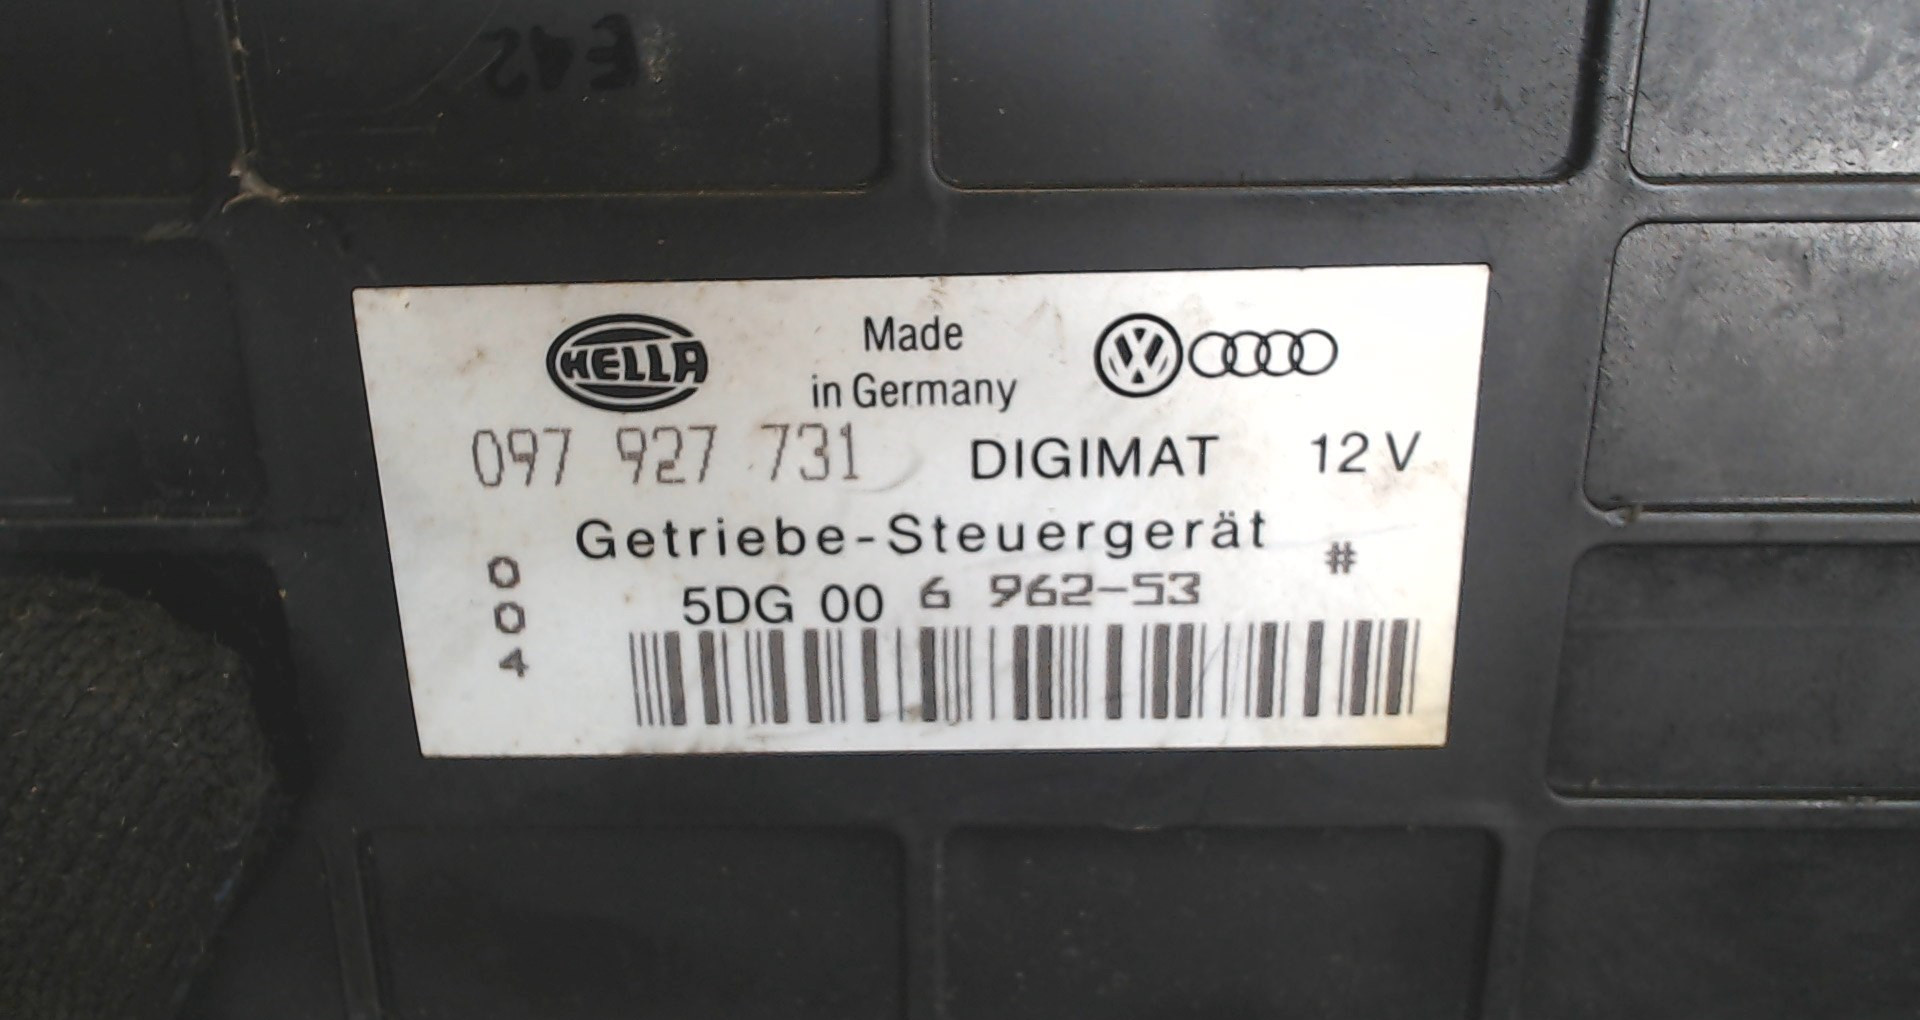 E42
HELLA
Made
in Germany
097 927 731 DIGIMAT 12 V
Getriebe-Steuergerät
#
5DG 00 6 962-53
0
0
4